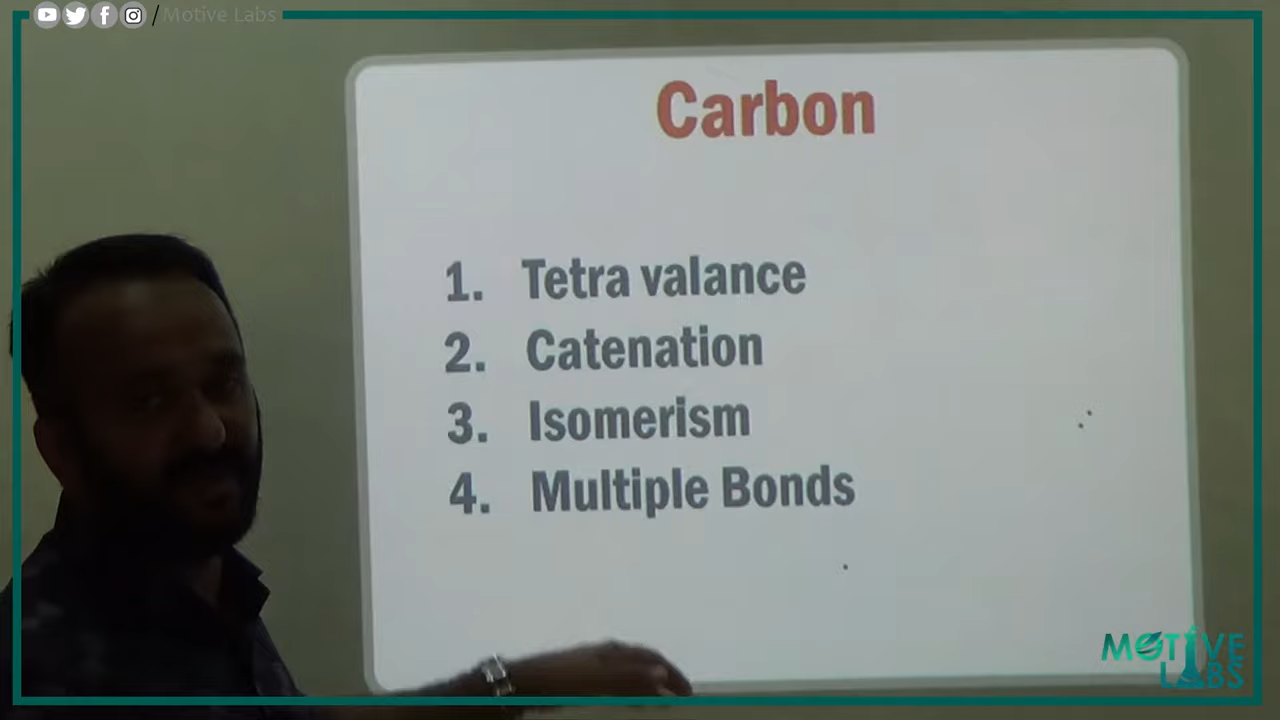 /Motive Labs
Carbon
1. Tetra valance
2. Catenation
3. Isomerism
4. Multiple Bonds
MOTIVE
LABS